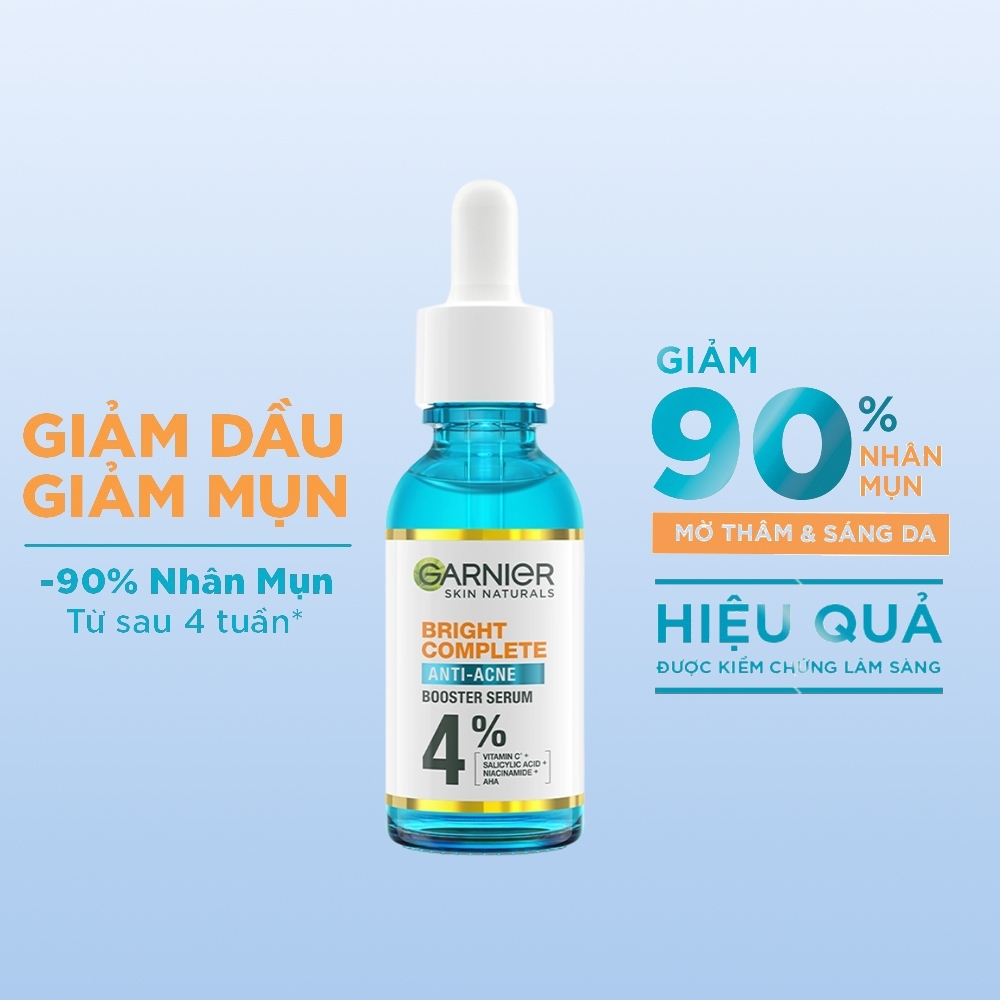 GIẢM DẦU
GIẢM MỤN
-90% Nhân Mụn
Từ sau 4 tuần*
GARNIER
SKIN NATURALS
BRIGHT
COMPLETE
ANTI-ACNE
BOOSTER SERUM
4%
VITAMIN C* +
SALICYLIC ACID +
NIACINAMIDE +
AHA
GIẢM
90%
NHÂN
MỤN
MỜ THÂM & SÁNG DA
HIỆU QUẢ
ĐƯỢC KIỂM CHỨNG LÂM SÀNG